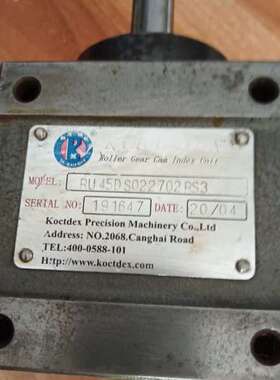 Roller Gear Cam Index Unit
MODEL: RU45DS022702RS3
SERIAL NO: 191647 DATE: 20/04
Koctdex Precision Machinery Co.,Ltd
Address: NO.2068.Canghai Road
TEL:400-0588-101
Http://www.koctdex.com